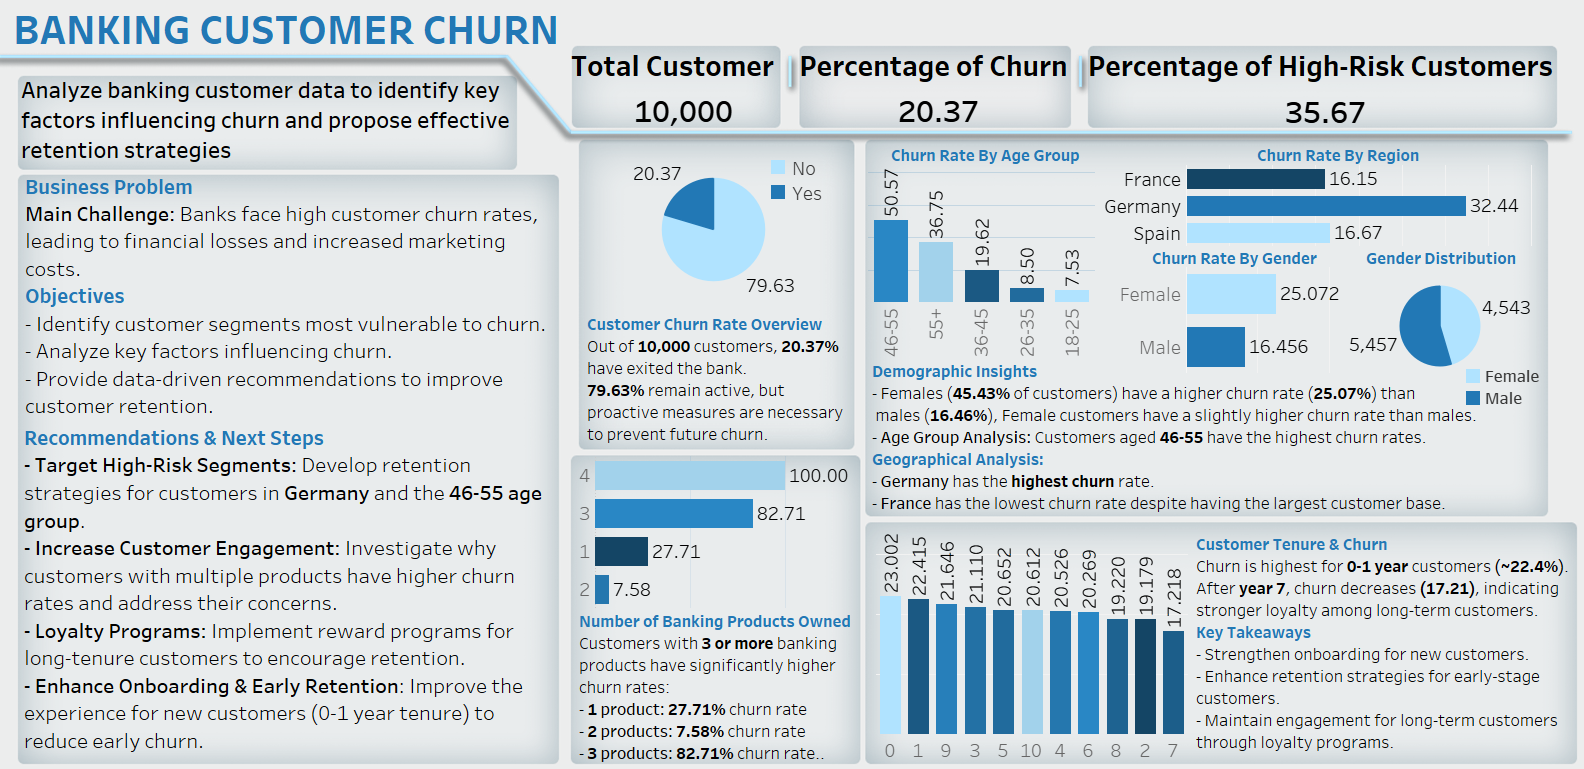 BANKING CUSTOMER CHURN
Analyze banking customer data to identify key
factors influencing churn and propose effective
retention strategies
Total Customer
10,000
Percentage of Churn
20.37
Percentage of High-Risk Customers
35.67
Business Problem
Main Challenge: Banks face high customer churn rates,
leading to financial losses and increased marketing
costs.
Objectives
- Identify customer segments most vulnerable to churn.
- Analyze key factors influencing churn.
- Provide data-driven recommendations to improve
customer retention.
Recommendations & Next Steps
- Target High-Risk Segments: Develop retention
strategies for customers in Germany and the 46-55 age
group.
- Increase Customer Engagement: Investigate why
customers with multiple products have higher churn
rates and address their concerns.
- Loyalty Programs: Implement reward programs for
long-tenure customers to encourage retention.
- Enhance Onboarding & Early Retention: Improve the
experience for new customers (0-1 year tenure) to
reduce early churn.
20.37
No
Yes
79.63
Customer Churn Rate Overview
Out of 10,000 customers, 20.37%
have exited the bank.
79.63% remain active, but
proactive measures are necessary
to prevent future churn.
4 100.00
3 82.71
1 27.71
2 7.58
Number of Banking Products Owned
Customers with 3 or more banking
products have significantly higher
churn rates:
- 1 product: 27.71% churn rate
- 2 products: 7.58% churn rate
- 3 products: 82.71% churn rate..
Churn Rate By Age Group
50.57 36.75 19.62 8.50 7.53
46-55 55+ 36-45 26-35 18-25
Churn Rate By Region
France 16.15
Germany 32.44
Spain 16.67
Churn Rate By Gender
Female 25.072
Male 16.456
Gender Distribution
4,543
5,457
Female
Male
Demographic Insights
- Females (45.43% of customers) have a higher churn rate (25.07%) than
males (16.46%), Female customers have a slightly higher churn rate than males.
- Age Group Analysis: Customers aged 46-55 have the highest churn rates.
Geographical Analysis:
- Germany has the highest churn rate.
- France has the lowest churn rate despite having the largest customer base.
23.002 22.415 21.646 21.110 20.652 20.612 20.526 20.269 19.220 19.179 17.218
0 1 9 3 5 10 4 6 8 2 7
Customer Tenure & Churn
Churn is highest for 0-1 year customers (~22.4%).
After year 7, churn decreases (17.21), indicating
stronger loyalty among long-term customers.
Key Takeaways
- Strengthen onboarding for new customers.
- Enhance retention strategies for early-stage
customers.
- Maintain engagement for long-term customers
through loyalty programs.